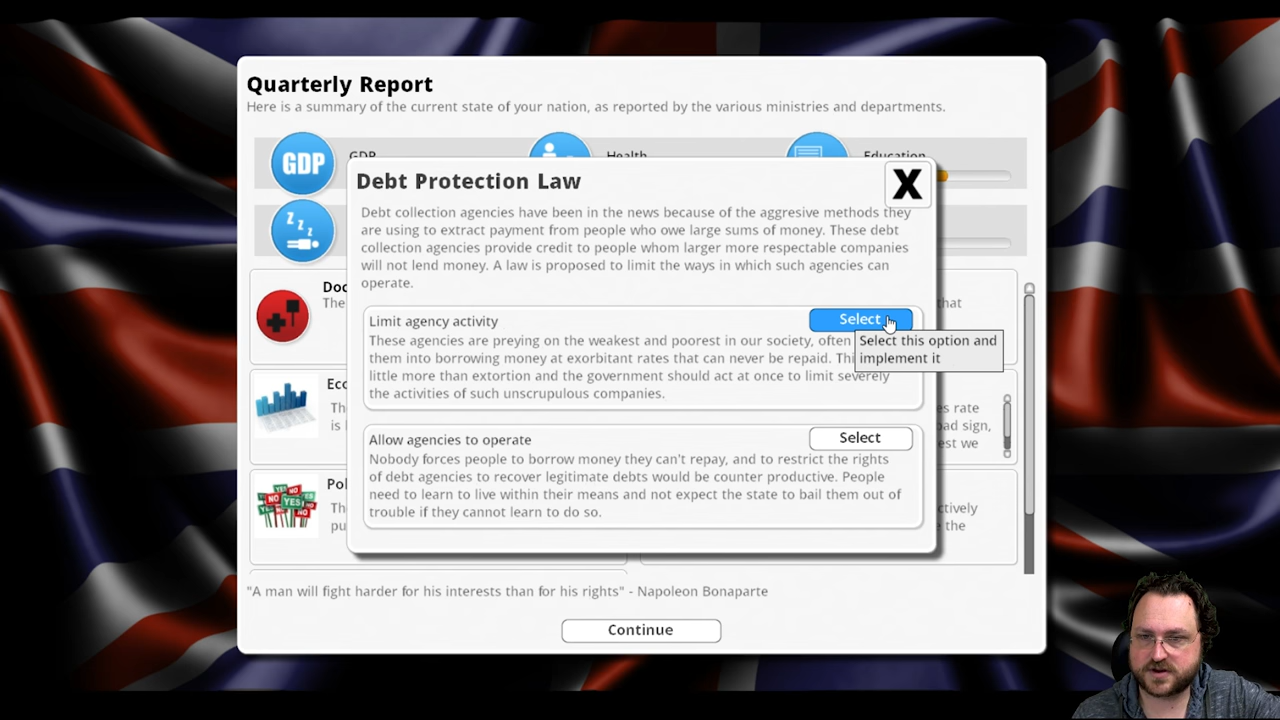 Quarterly Report
Here is a summary of the current state of your nation, as reported by the various ministries and departments.
GDP
GDP
Health
Education
Z Z Z
Debt Protection Law
X
Debt collection agencies have been in the news because of the aggresive methods they
are using to extract payment from people who owe large sums of money. These debt
collection agencies provide credit to people whom larger more respectable companies
will not lend money. A law is proposed to limit the ways in which such agencies can
operate.
Limit agency activity
Select
These agencies are preying on the weakest and poorest in our society, often
them into borrowing money at exorbitant rates that can never be repaid.
little more than extortion and the government should act at once to limit severely
the activities of such unscrupulous companies.
Select this option and
implement it
Allow agencies to operate
Select
Nobody forces people to borrow money they can't repay, and to restrict the rights
of debt agencies to recover legitimate debts would be counter productive. People
need to learn to live within their means and not expect the state to bail them out of
trouble if they cannot learn to do so.
The
that
is
es rate
we
NO YES NO
the
"A man will fight harder for his interests than for his rights" - Napoleon Bonaparte
Continue